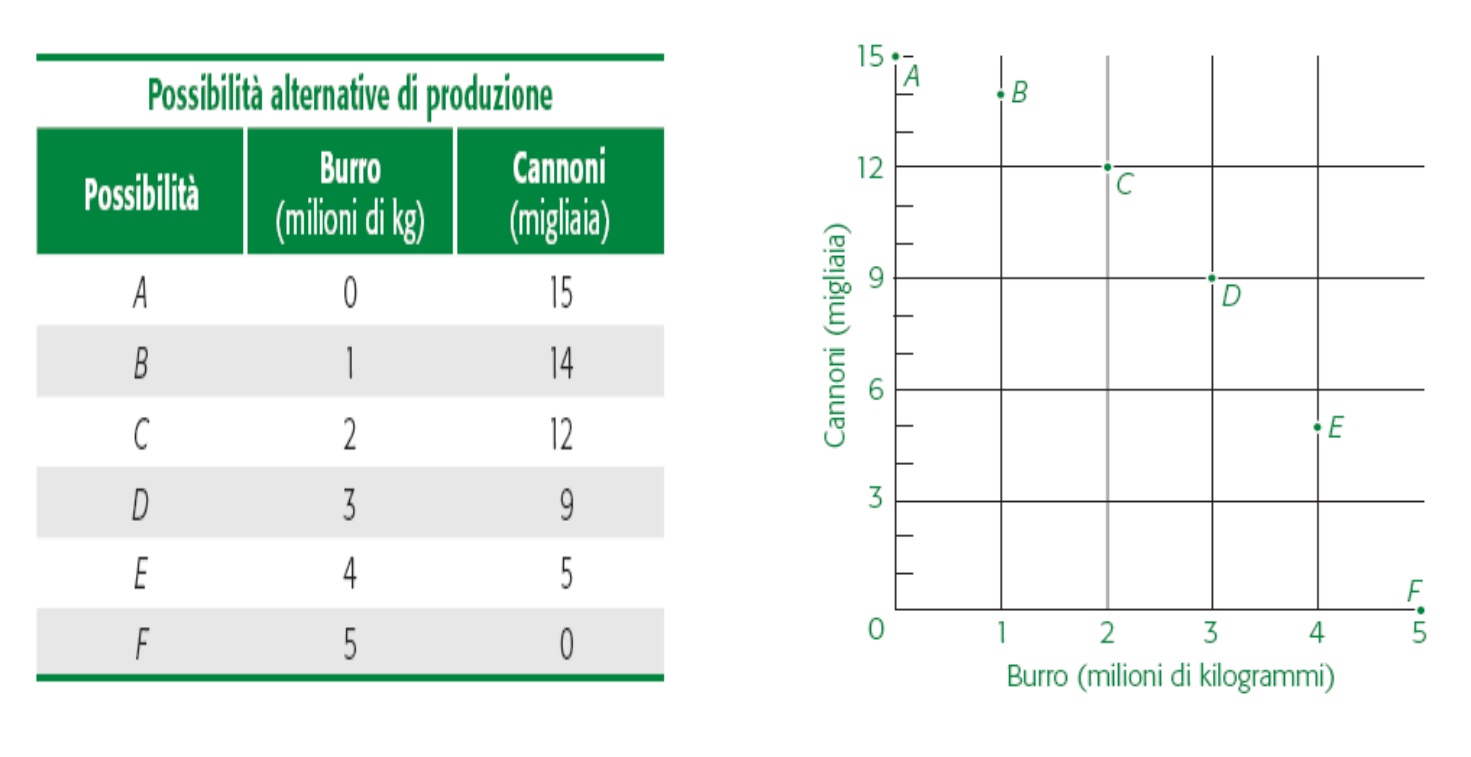 Possibilità alternative di produzione
Possibilità Burro (milioni di kg) Cannoni (migliaia)
A 0 15
B 1 14
C 2 12
D 3 9
E 4 5
F 5 0
Cannoni (migliaia)
15
12
9
6
3
0
A
B
C
D
E
F
1 2 3 4 5
Burro (milioni di kilogrammi)